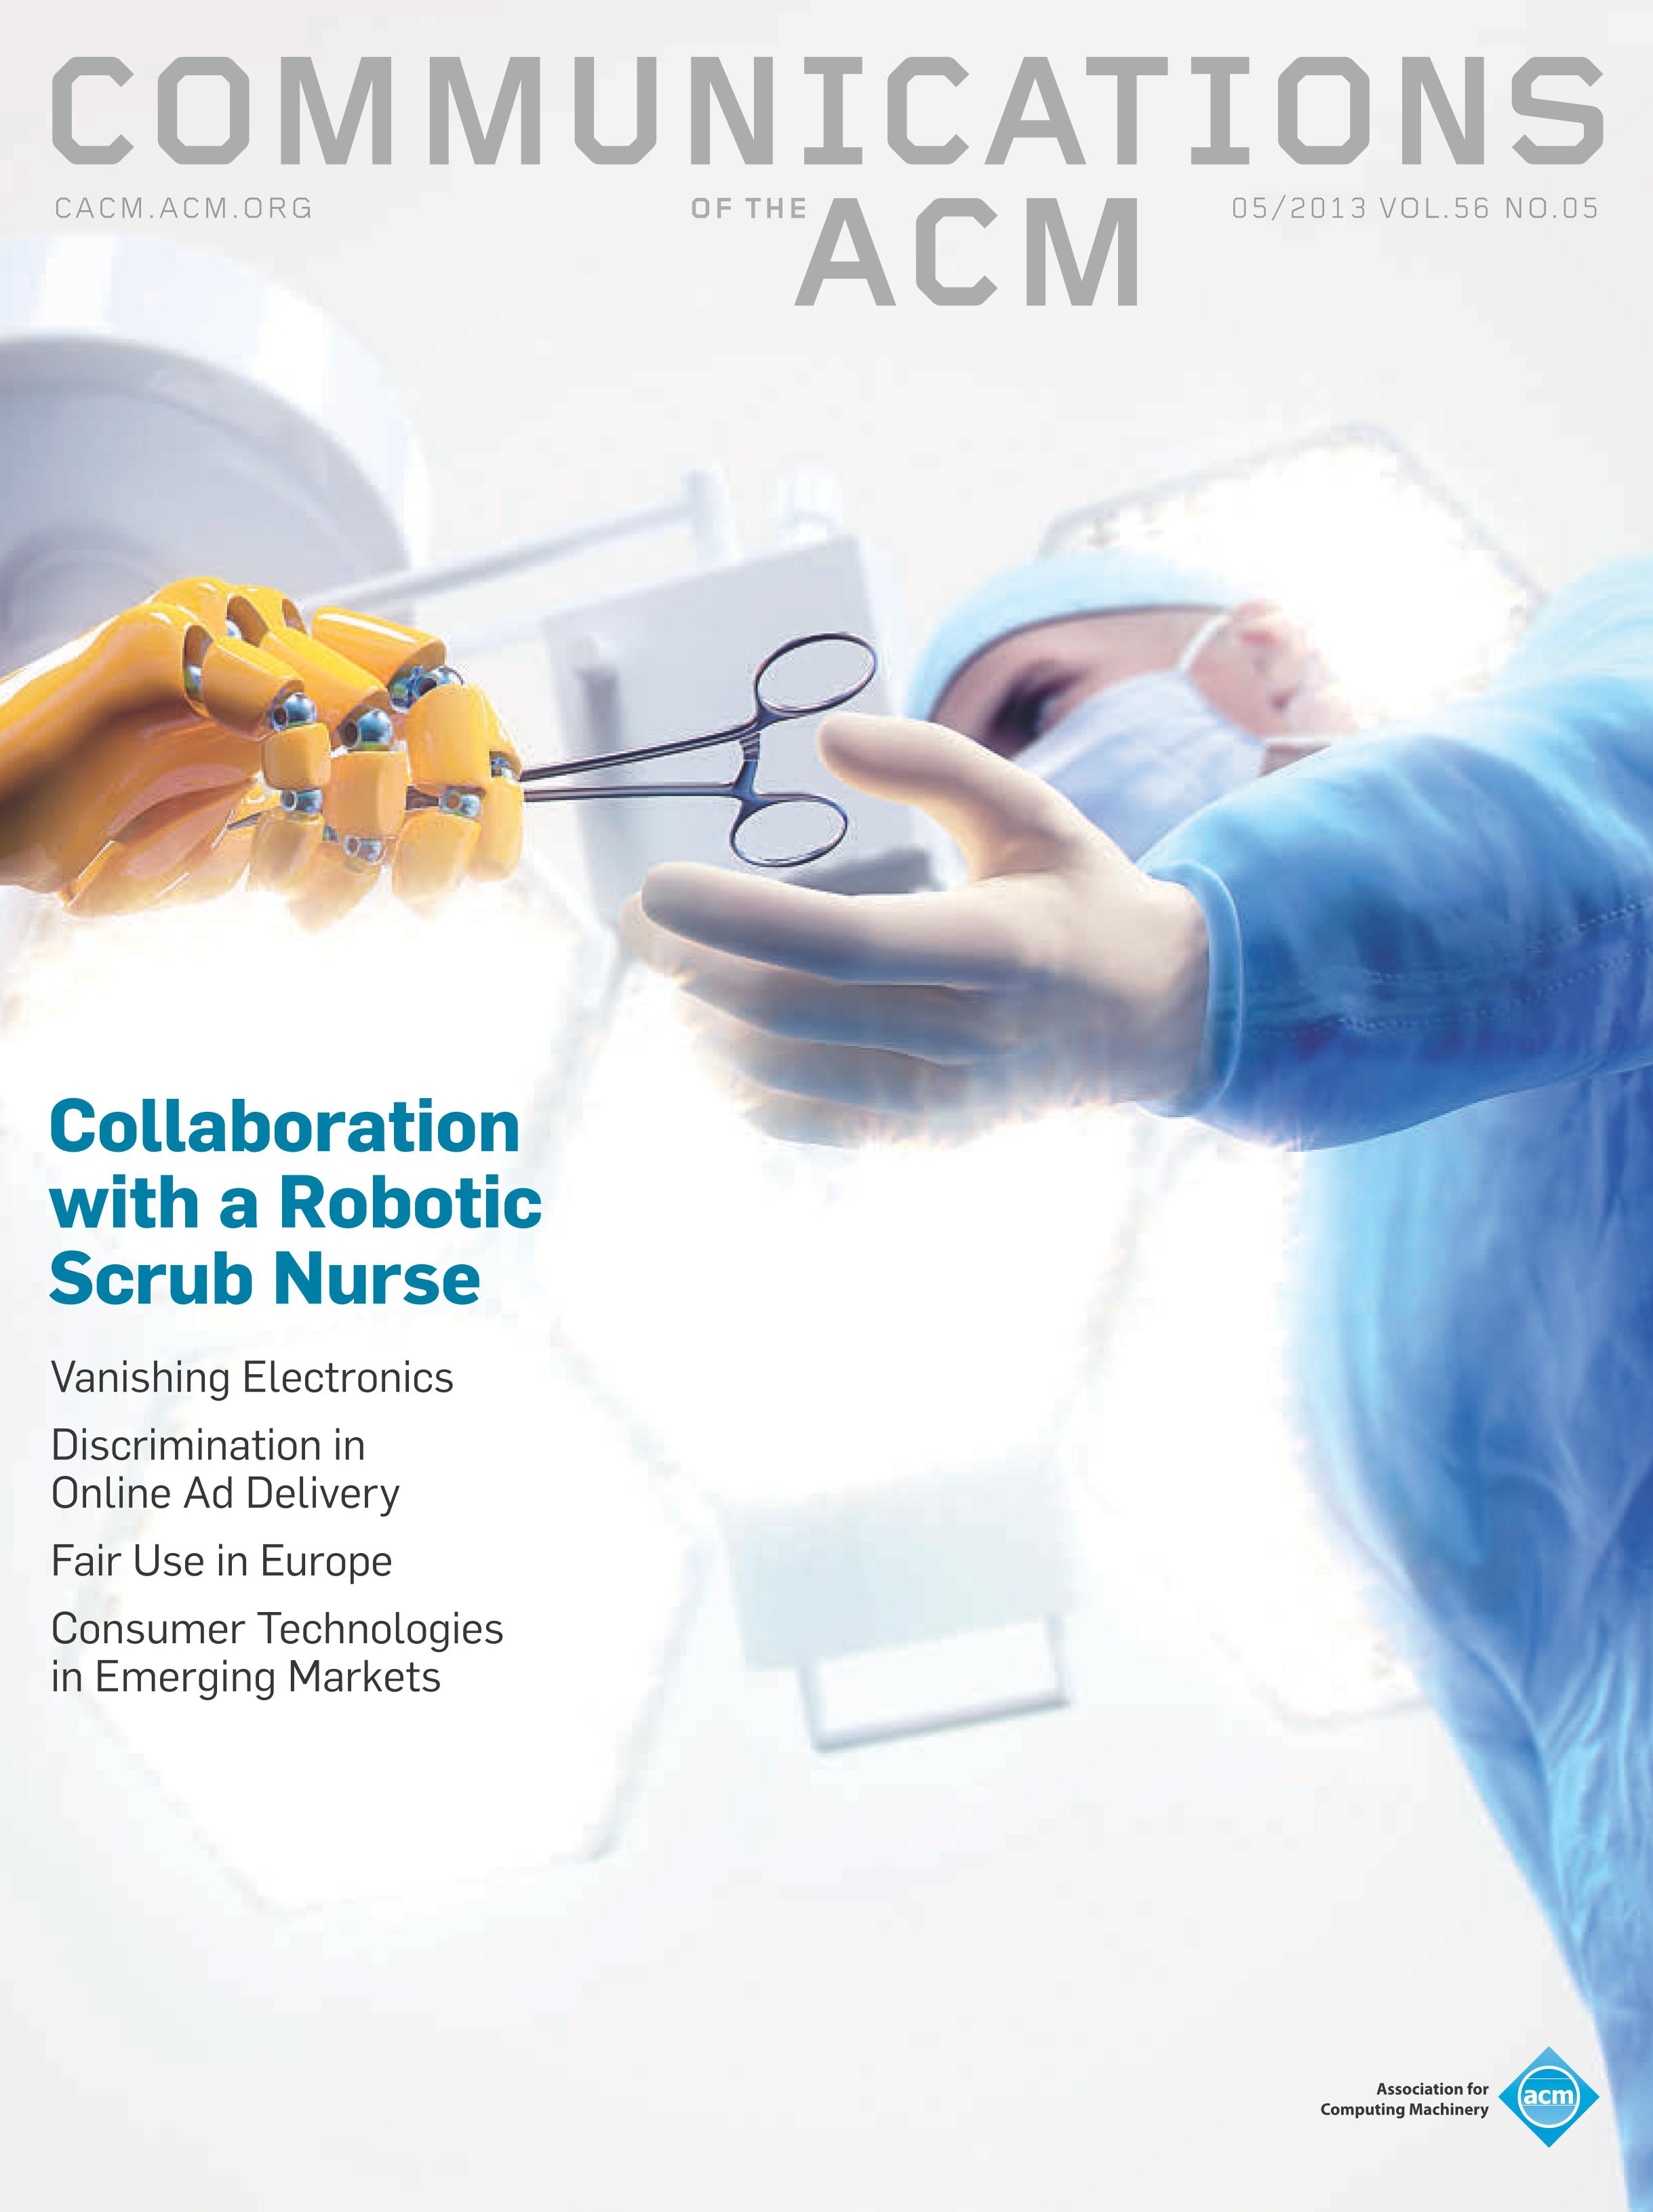 COMMUNICATIONS
CACM.ACM.ORG
OF THE ACM
05/2013 VOL.56 NO.05
Collaboration
with a Robotic
Scrub Nurse
Vanishing Electronics
Discrimination in
Online Ad Delivery
Fair Use in Europe
Consumer Technologies
in Emerging Markets
Association for
Computing Machinery
acm